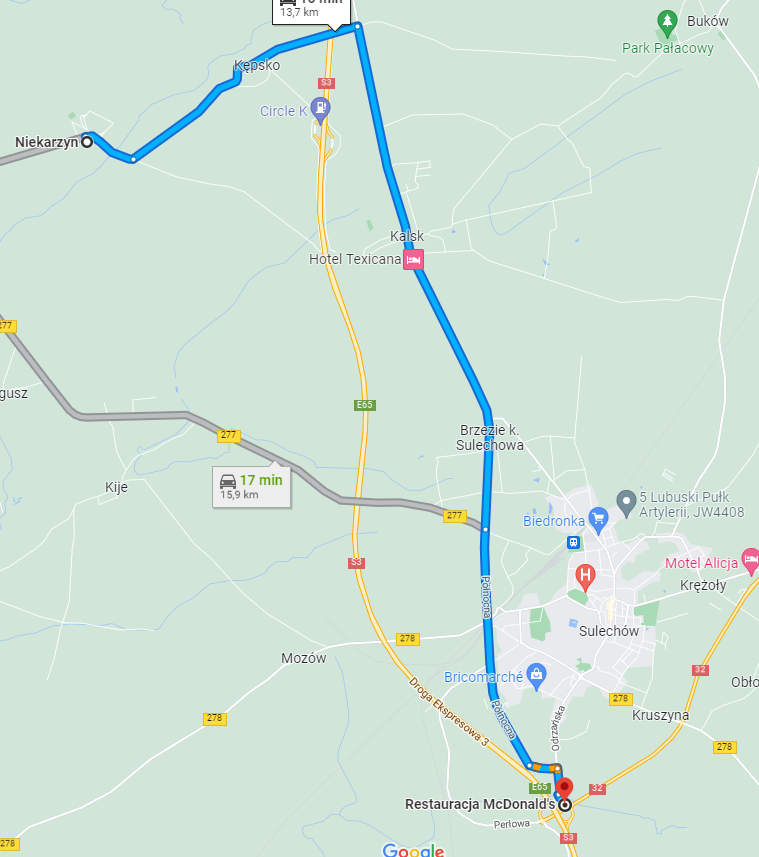 13,7 km
Buków
Park Pałacowy
Kępsko
S3
Circle K
Niekarzyn
Kalsk
Hotel Texicana
277
gusz
E65
Brzezie k.
Sulechowa
277
17 min
15,9 km
Kije
5 Lubuski Pułk
Artylerii, JW4408
277
Biedronka
S3
H
Motel Alicja
Krężoły
Północna
Sulechów
278
Mozów
32
Bricomarché
Obło
278
Droga Ekspresowa 3
Północna
Odrzańska
Kruszyna
278
278
E65
32
Restauracja McDonald's
Perłowa
S3
278
Google